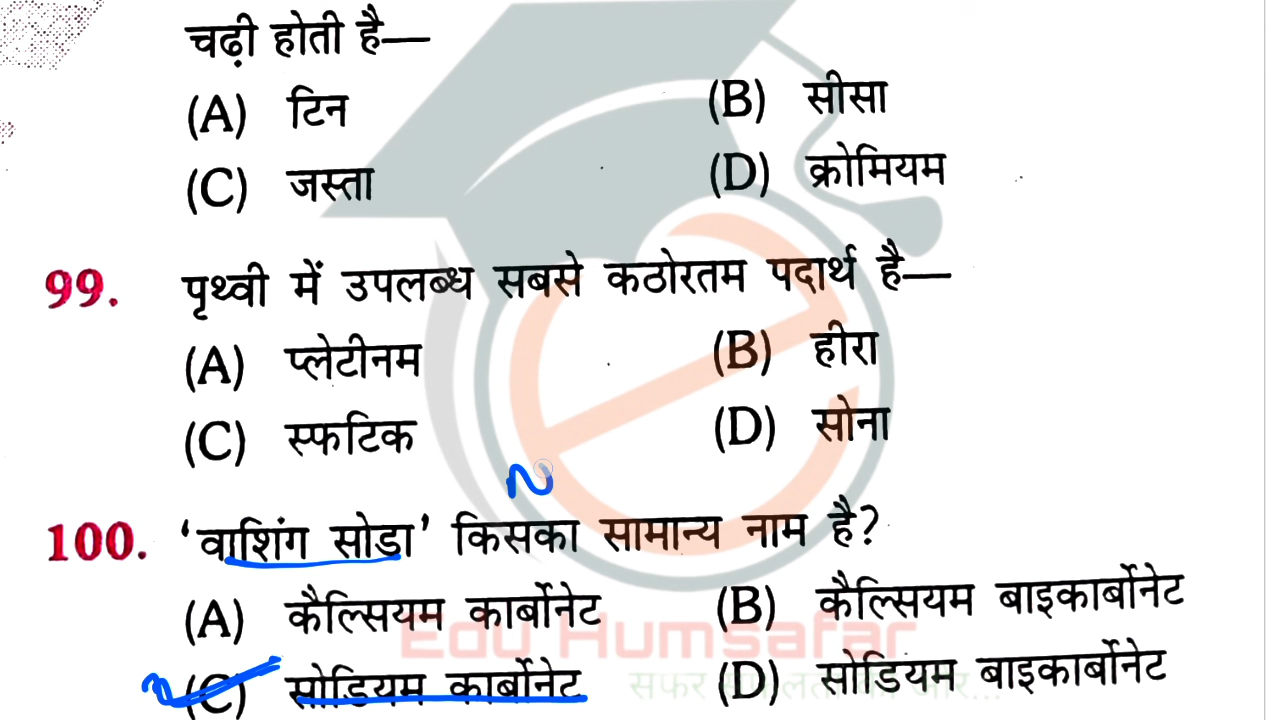 चढ़ी होती है—
(A) टिन (B) सीसा
(C) जस्ता (D) क्रोमियम
99. पृथ्वी में उपलब्ध सबसे कठोरतम पदार्थ है—
(A) प्लेटीनम (B) हीरा
(C) स्फटिक (D) सोना
N
100. ‘वाशिंग सोडा’ किसका सामान्य नाम है?
(A) कैल्सियम कार्बोनेट (B) कैल्सियम बाइकार्बोनेट
Edu Humsafar
(C) सोडियम कार्बोनेट (D) सोडियम बाइकार्बोनेट
सफर